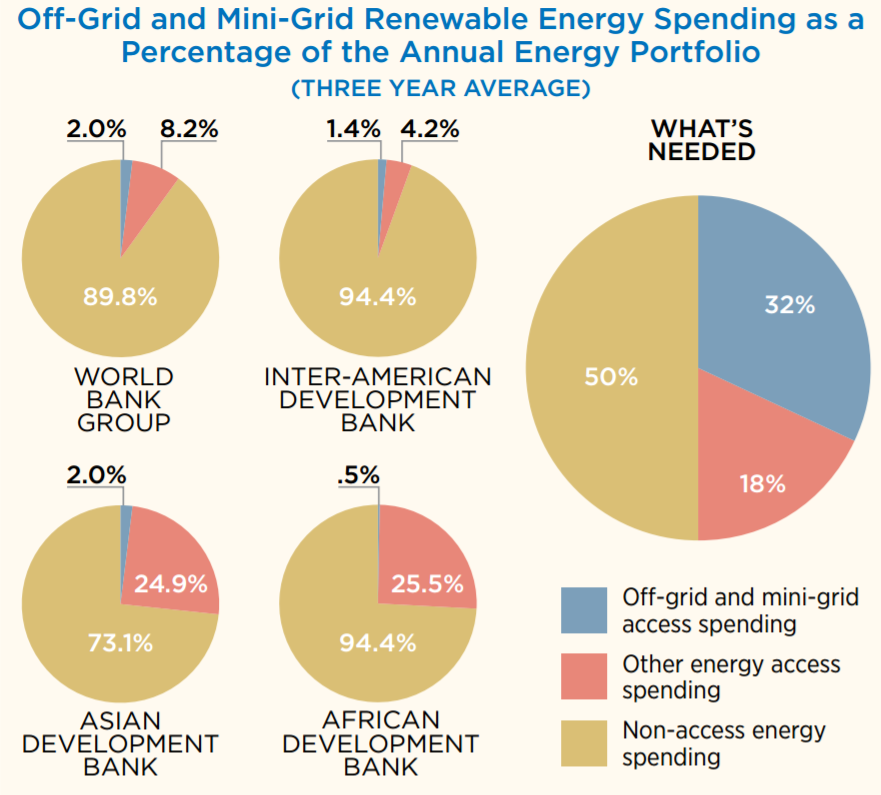 Off-Grid and Mini-Grid Renewable Energy Spending as a
Percentage of the Annual Energy Portfolio
(THREE YEAR AVERAGE)
2.0% 8.2%
89.8%
WORLD
BANK
GROUP
1.4% 4.2%
94.4%
INTER-AMERICAN
DEVELOPMENT
BANK
WHAT'S
NEEDED
32%
50%
18%
2.0%
24.9%
73.1%
ASIAN
DEVELOPMENT
BANK
.5%
25.5%
94.4%
AFRICAN
DEVELOPMENT
BANK
Off-grid and mini-grid
access spending
Other energy access
spending
Non-access energy
spending